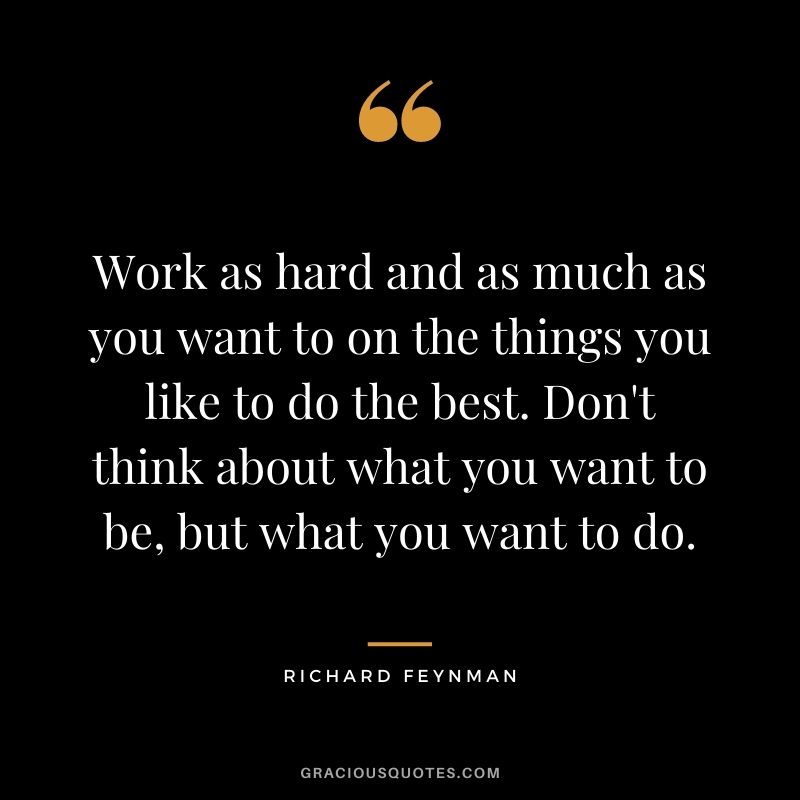 “
Work as hard and as much as
you want to on the things you
like to do the best. Don't
think about what you want to
be, but what you want to do.
RICHARD FEYNMAN
GRACIOUSQUOTES.COM